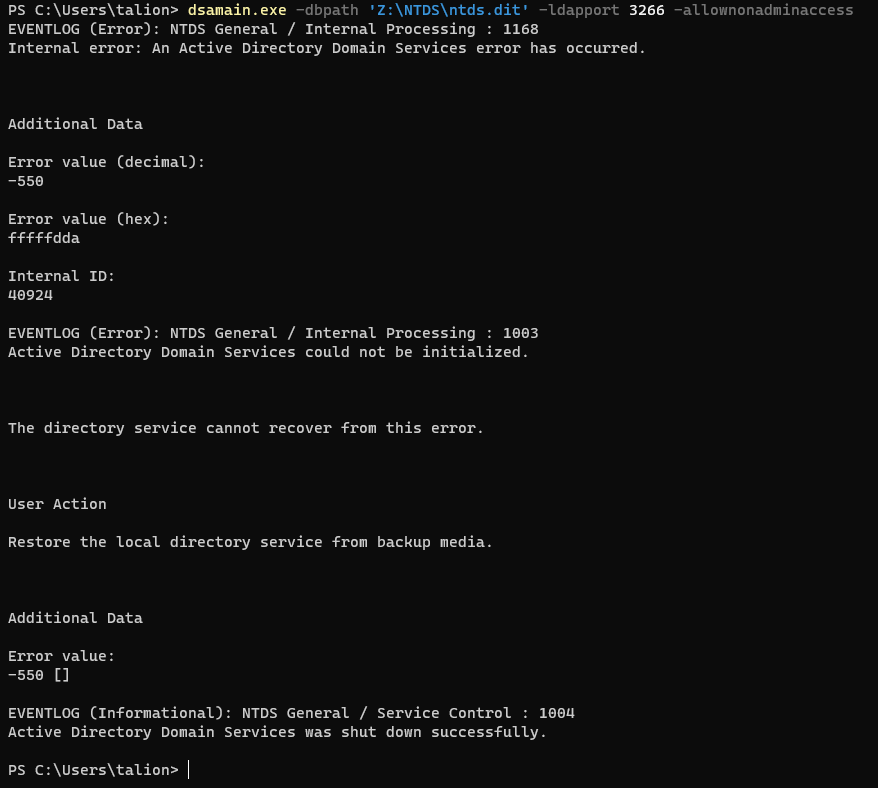 PS C:\Users\talion> dsamain.exe -dbpath 'Z:\NTDS\ntds.dit' -ldapport 3266 -allownonadminaccess
EVENTLOG (Error): NTDS General / Internal Processing : 1168
Internal error: An Active Directory Domain Services error has occurred.
Additional Data
Error value (decimal):
-550
Error value (hex):
fffffdda
Internal ID:
40924
EVENTLOG (Error): NTDS General / Internal Processing : 1003
Active Directory Domain Services could not be initialized.
The directory service cannot recover from this error.
User Action
Restore the local directory service from backup media.
Additional Data
Error value:
-550 []
EVENTLOG (Informational): NTDS General / Service Control : 1004
Active Directory Domain Services was shut down successfully.
PS C:\Users\talion>